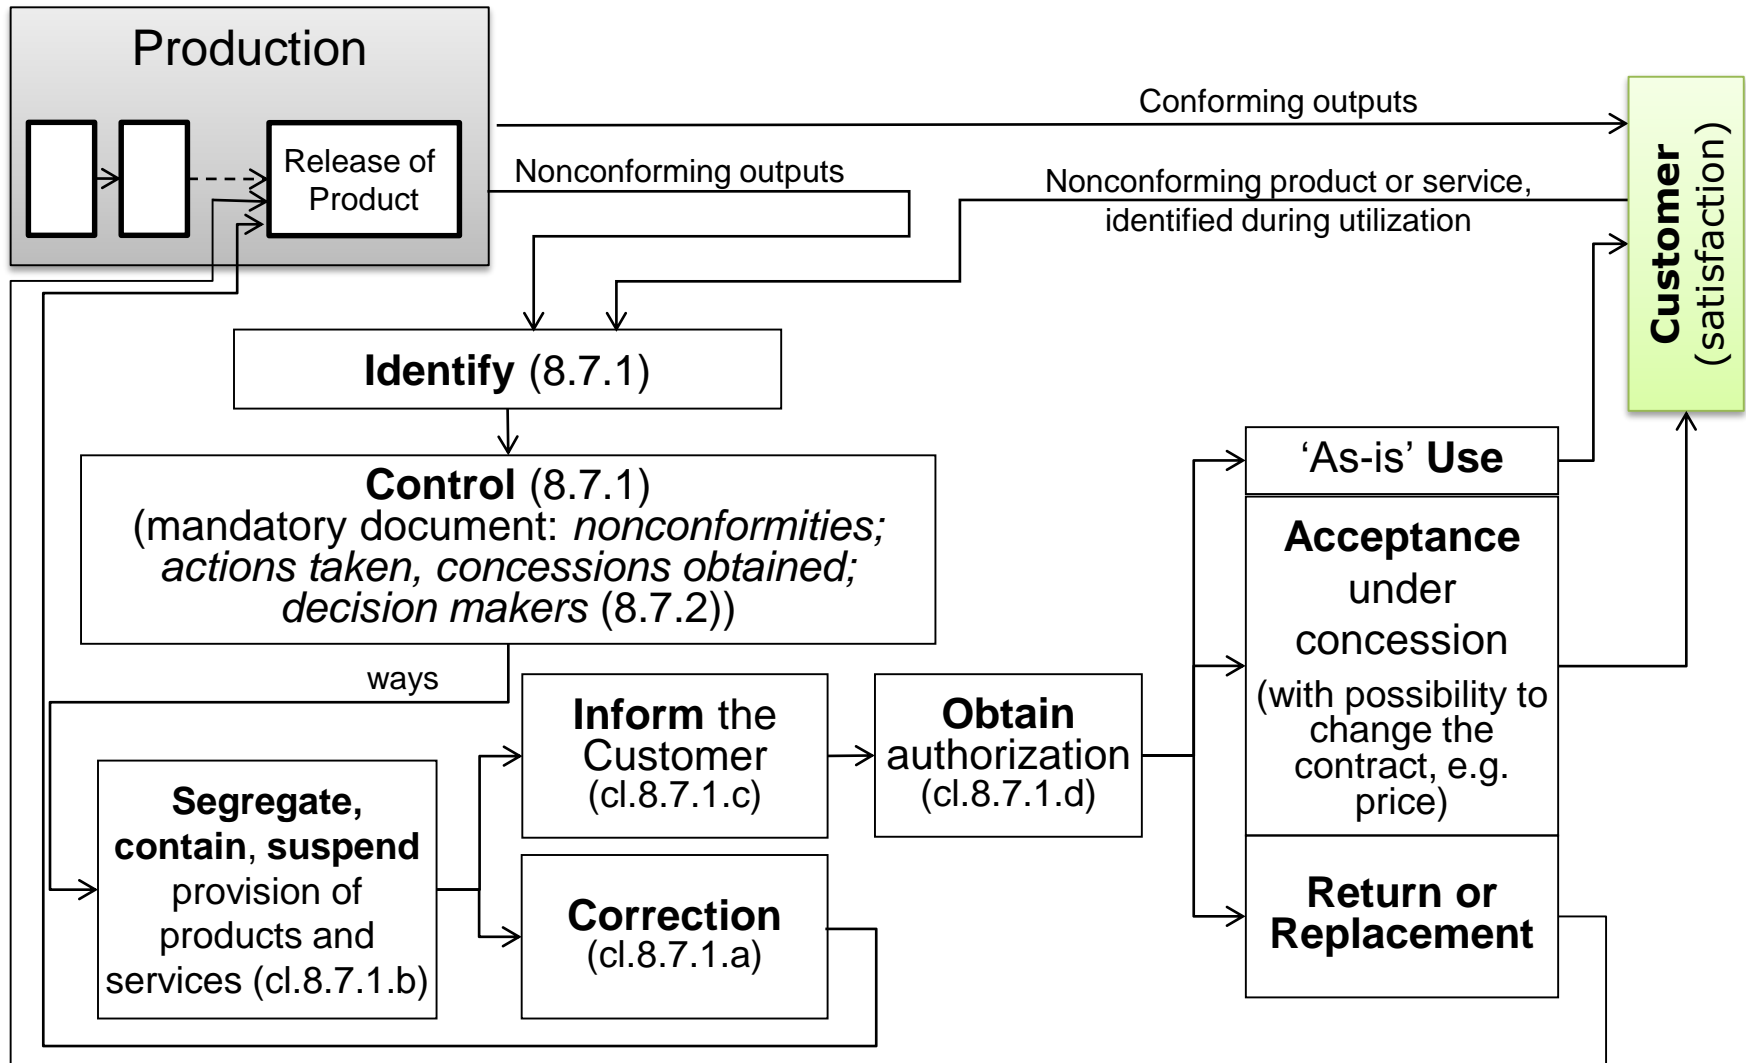 Production
Release of
Product
Conforming outputs
Nonconforming outputs
Nonconforming product or service,
identified during utilization
Customer
(satisfaction)
Identify (8.7.1)
Control (8.7.1)
(mandatory document: nonconformities;
actions taken, concessions obtained;
decision makers (8.7.2))
ways
Segregate,
contain, suspend
provision of
products and
services (cl.8.7.1.b)
Inform the
Customer
(cl.8.7.1.c)
Correction
(cl.8.7.1.a)
Obtain
authorization
(cl.8.7.1.d)
‘As-is’ Use
Acceptance
under
concession
(with possibility to
change the
contract, e.g.
price)
Return or
Replacement